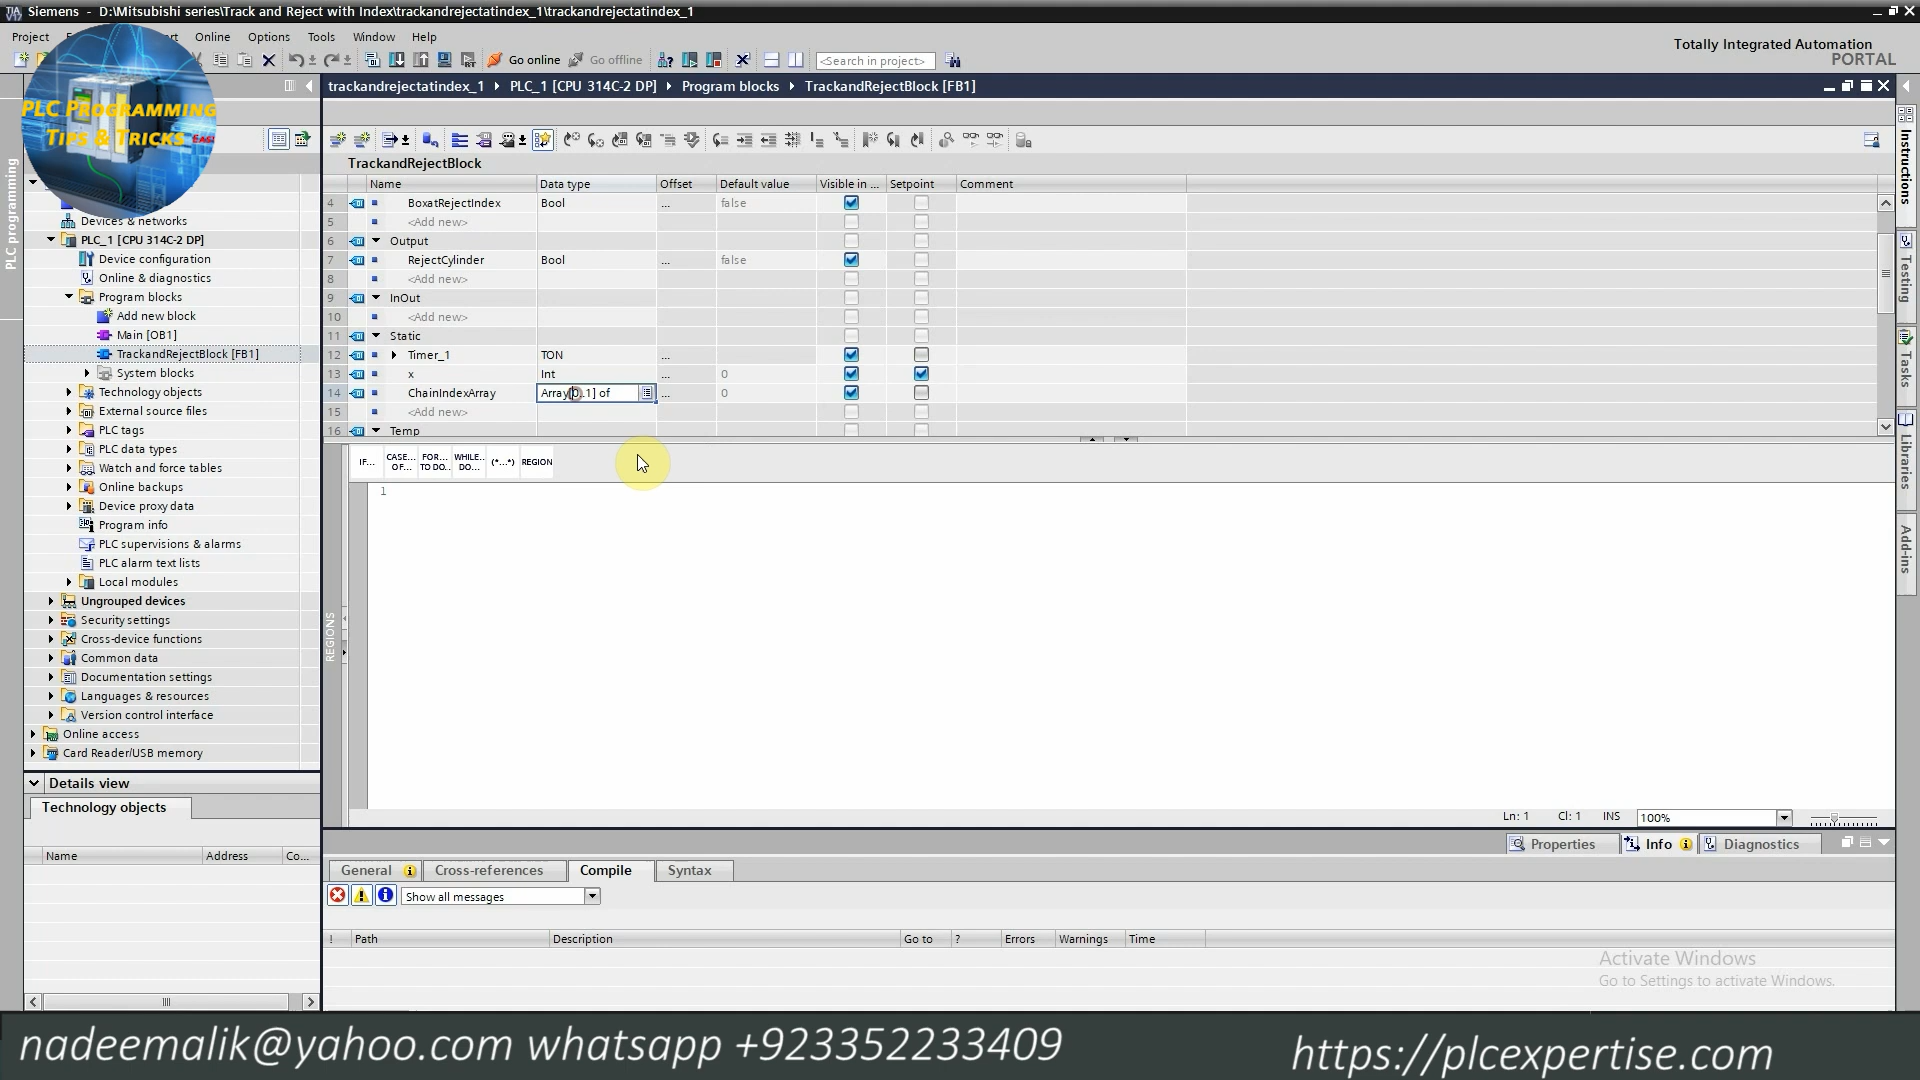 Siemens - D:\Mitsubishi series\Track and Reject with Index\trackandrejectatindex_1\trackandrejectatindex_1
Project Online Options Tools Window Help
Totally Integrated Automation
PORTAL
Go online Go offline <Search in project>
PLC PROGRAMMING
TIPS & TRICKS EASY
trackandrejectatindex_1 PLC_1 [CPU 314C-2 DP] Program blocks TrackandRejectBlock [FB1]
PLC programming
Devices & networks
PLC_1 [CPU 314C-2 DP]
Device configuration
Online & diagnostics
Program blocks
Add new block
Main [OB1]
TrackandRejectBlock [FB1]
System blocks
Technology objects
External source files
PLC tags
PLC data types
Watch and force tables
Online backups
Device proxy data
Program info
PLC supervisions & alarms
PLC alarm text lists
Local modules
Ungrouped devices
Security settings
Cross-device functions
Common data
Documentation settings
Languages & resources
Version control interface
Online access
Card Reader/USB memory
Details view
Technology objects
Name Address Co...
TrackandRejectBlock
Name Data type Offset Default value Visible in ... Setpoint Comment
4 BoxatRejectIndex Bool ... false
5 <Add new>
6 Output
7 RejectCylinder Bool ... false
8 <Add new>
9 InOut
10 <Add new>
11 Static
12 Timer_1 TON ...
13 x Int ... 0
14 ChainIndexArray Array[0..1] of ... 0
15 <Add new>
16 Temp
IF... CASE... OF... FOR... TO DO.. WHILE.. DO... (*...*) REGION
1
REGIONS
Ln: 1 Cl: 1 INS 100%
Properties Info Diagnostics
General Cross-references Compile Syntax
Show all messages
! Path Description Go to ? Errors Warnings Time
Instructions
Testing
Tasks
Libraries
Add-ins
Activate Windows
Go to Settings to activate Windows.
nadeemalik@yahoo.com whatsapp +923352233409
https://plcexpertise.com